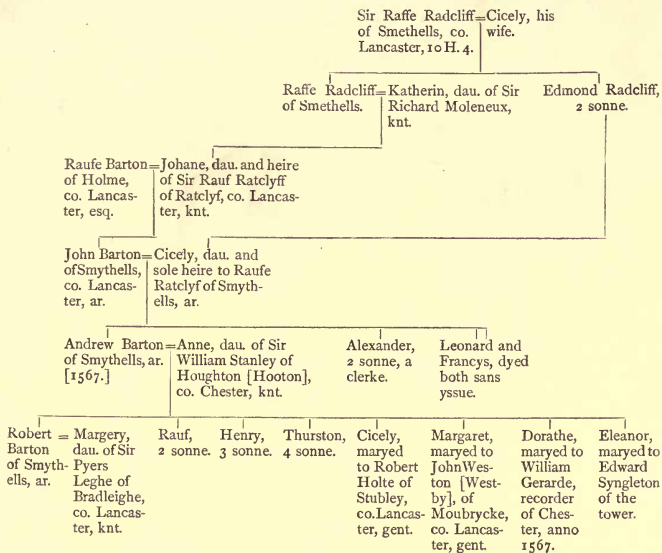 Sir Raffe Radcliff=Cicely, his
of Smethells, co. wife.
Lancaster, 10 H. 4.
Raffe Radcliff=Katherin, dau. of Sir
of Smethells. Richard Moleneux,
knt.
Edmond Radcliff,
2 sonne.
Raufe Barton=Johane, dau. and heire
of Holme, of Sir Rauf Ratclyff
co. Lancas- of Ratclyf, co. Lancas-
ter, esq. ter, knt.
John Barton=Cicely, dau. and
of Smythells, sole heire to Raufe
co. Lancas- Ratclyf of Smyth-
ter, ar. ells, ar.
Andrew Barton=Anne, dau. of Sir
of Smythells, ar. William Stanley of
[1567.] Houghton [Hooton],
co. Chester, knt.
Alexander,
2 sonne, a
clerke.
Leonard and
Francys, dyed
both sans
yssue.
Robert = Margery,
Barton dau. of Sir
of Smyth- Pyers
ells, ar. Leghe of
Bradleighe,
co. Lancas-
ter, knt.
Rauf,
2 sonne.
Henry,
3 sonne.
Thurston,
4 sonne.
Cicely,
maryed
to Robert
Holte of
Stubley,
co. Lancas-
ter, gent.
Margaret,
maryed to
John Wes-
ton [West-
by], of
Moubrycke,
co. Lancas-
ter, gent.
Dorathe,
maryed to
William
Gerarde,
recorder
of Ches-
ter, anno
1567.
Eleanor,
maryed to
Edward
Syngleton
of the
tower.